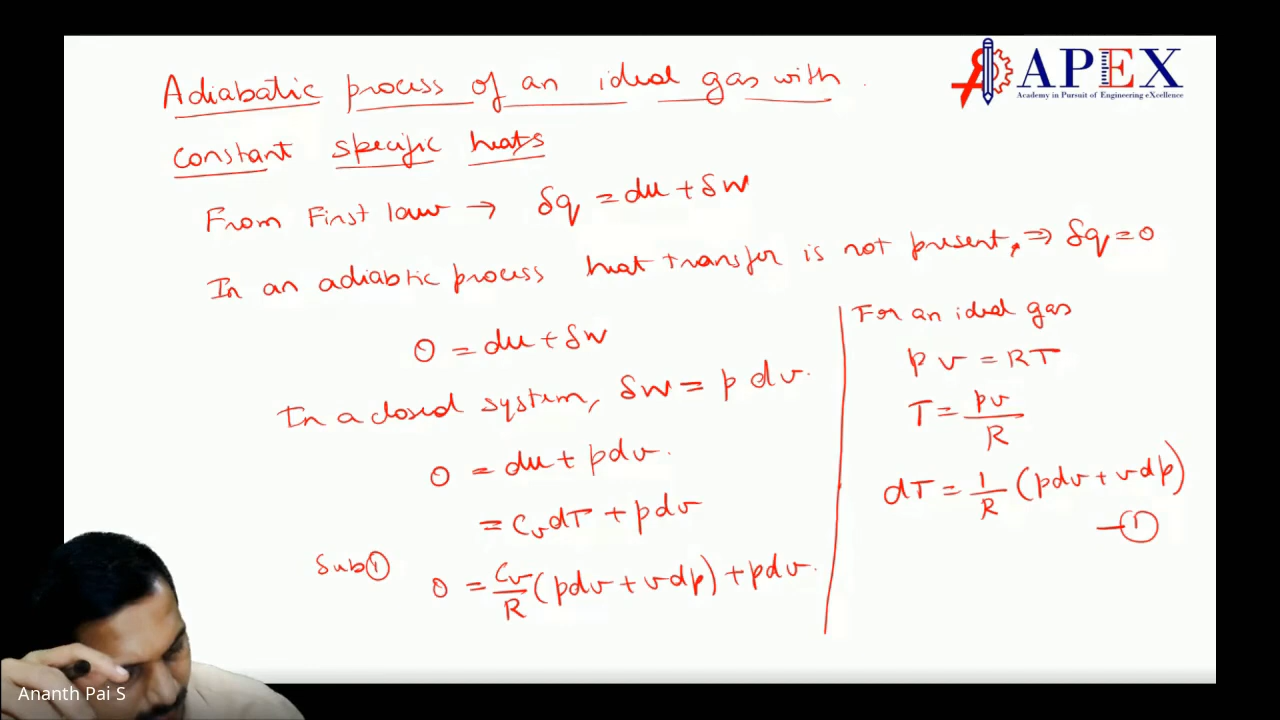 APEX
Academy in Pursuit of Engineering eXcellence
Adiabatic process of an ideal gas with
constant specific heats
From First law → δq = du + δw
In an adiabtic process heat transfer is not present, ⇒ δq = 0
0 = du + δw
In a closed system, δw = p dv.
0 = du + pdv.
= CvdT + pdv
Sub ① 0 = Cv/R (pdv + vdp) + pdv.
For an ideal gas
pv = RT
T = pv/R
dT = 1/R (pdv + vdp)
— ①
Ananth Pai S